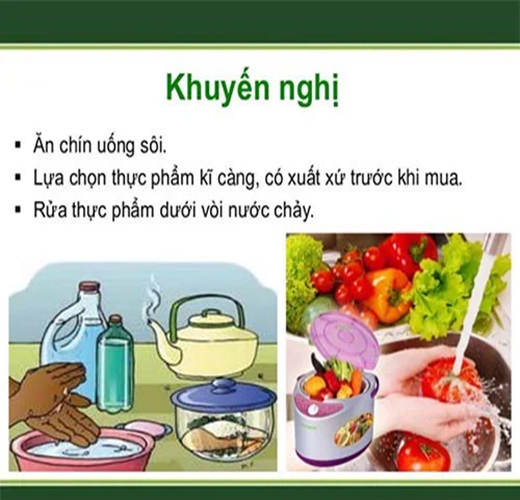 Khuyến nghị
▪ Ăn chín uống sôi.
▪ Lựa chọn thực phẩm kĩ càng, có xuất xứ trước khi mua.
▪ Rửa thực phẩm dưới vòi nước chảy.